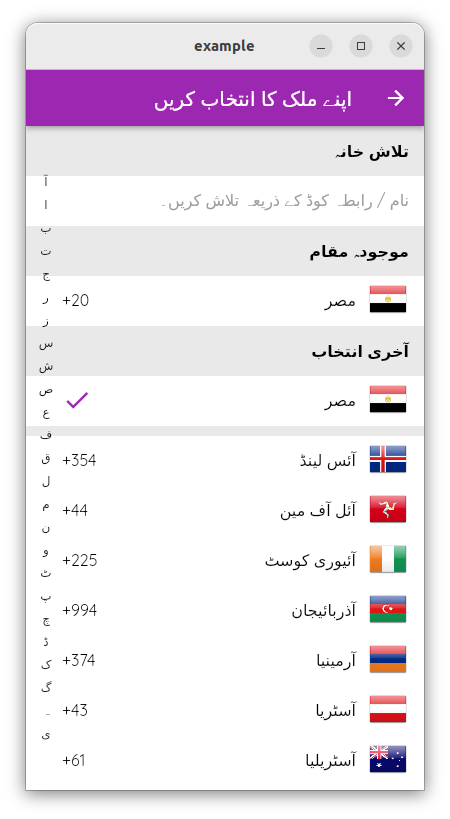 example
اپنے ملک کا انتخاب کریں
تلاش خانہ
نام / رابطہ کوڈ کے ذریعہ تلاش کریں۔
موجودہ مقام
مصر +20
آخری انتخاب
مصر
آئس لینڈ +354
آئل آف مین +44
آئیوری کوسٹ +225
آذربائیجان +994
آرمینیا +374
آسٹریا +43
آسٹریلیا +61
آ
ا
ب
ت
ج
ر
ز
س
ش
ص
ع
ف
ق
ل
م
ن
و
ٹ
پ
چ
ڈ
ک
گ
ہ
ی